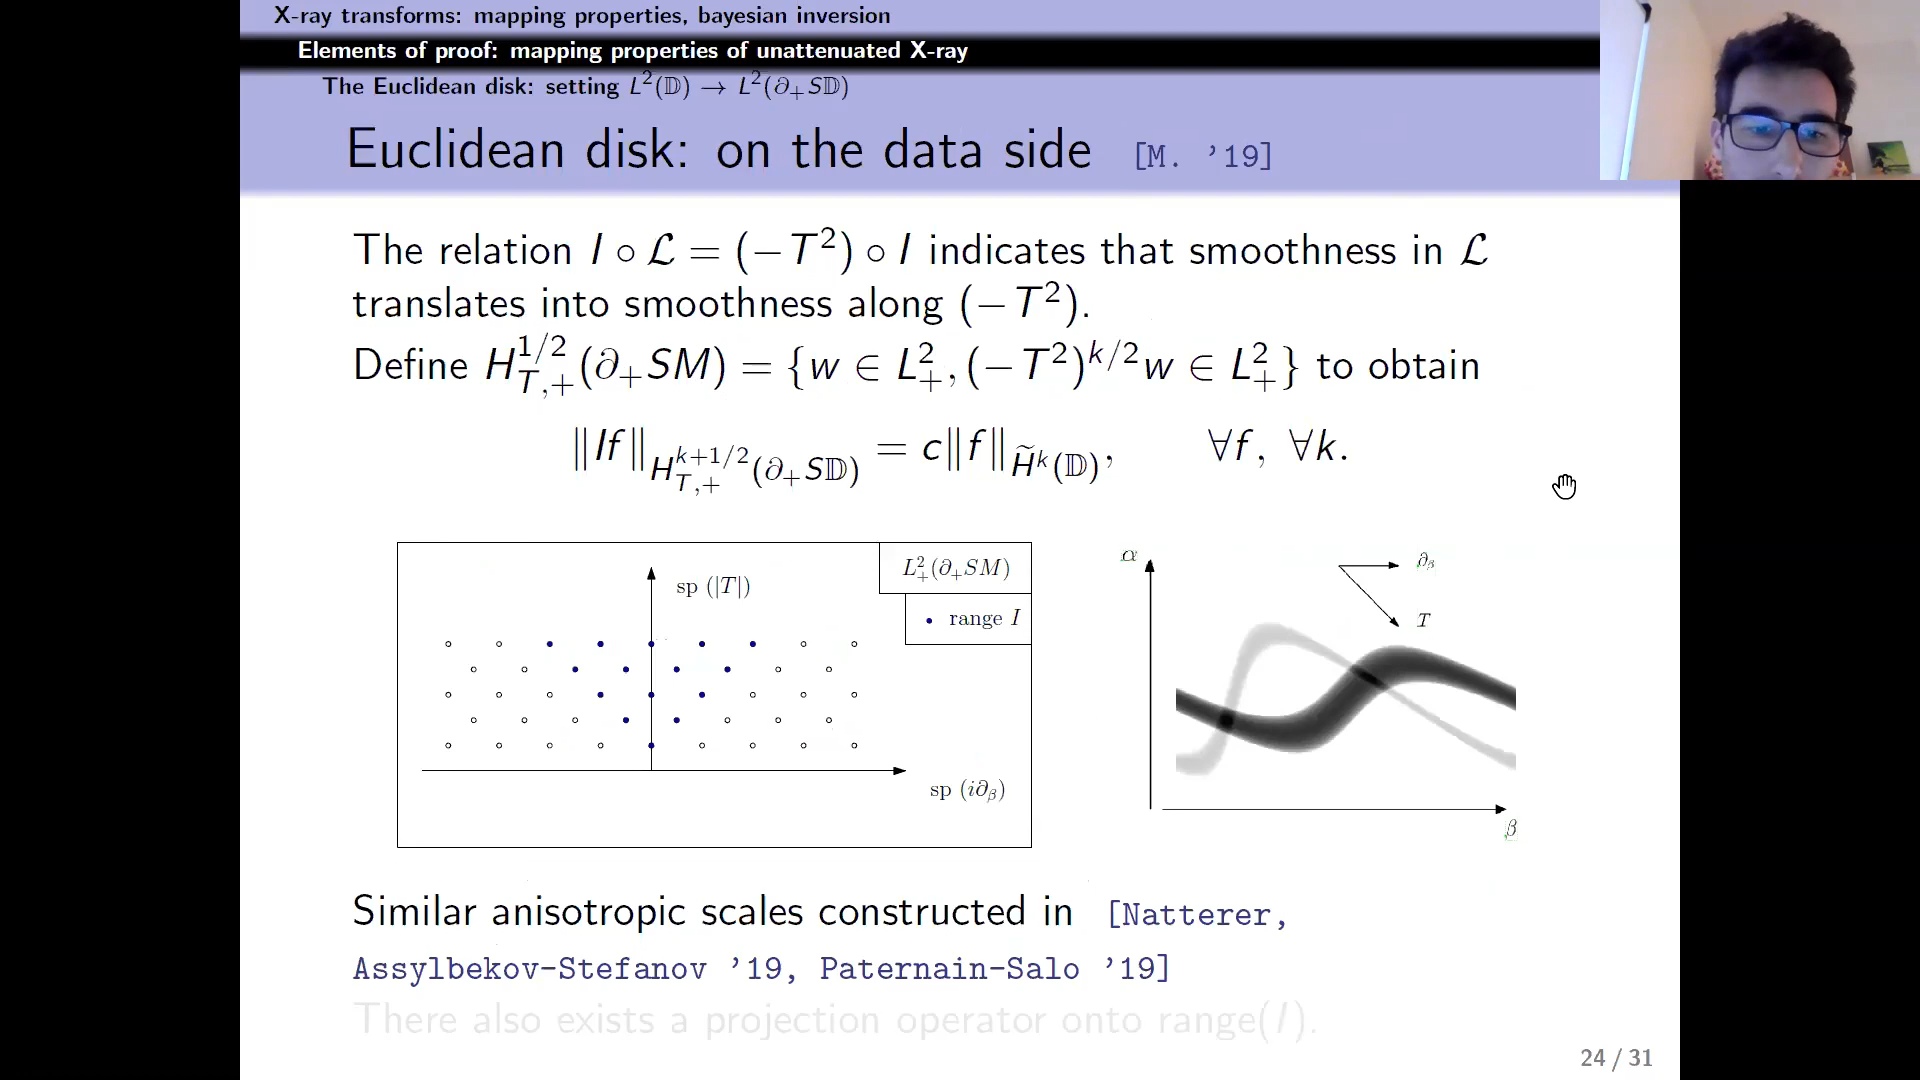 X-ray transforms: mapping properties, bayesian inversion
Elements of proof: mapping properties of unattenuated X-ray
The Euclidean disk: setting L²(𝔻) → L²(∂₊S𝔻)
Euclidean disk: on the data side [M. '19]
The relation I ∘ ℒ = (−T²) ∘ I indicates that smoothness in ℒ
translates into smoothness along (−T²).
Define H_{T,+}^{1/2}(∂₊SM) = {w ∈ L²₊, (−T²)^{k/2}w ∈ L²₊} to obtain
‖If‖_{H_{T,+}^{k+1/2}(∂₊S𝔻)} = c‖f‖_{H̃^k(𝔻)}, ∀f, ∀k.
L²₊(∂₊SM)
sp (|T|)
range I
sp (i∂_β)
α
∂_β
T
β
Similar anisotropic scales constructed in [Natterer,
Assylbekov-Stefanov '19, Paternain-Salo '19]
There also exists a projection operator onto range(I).
24 / 31